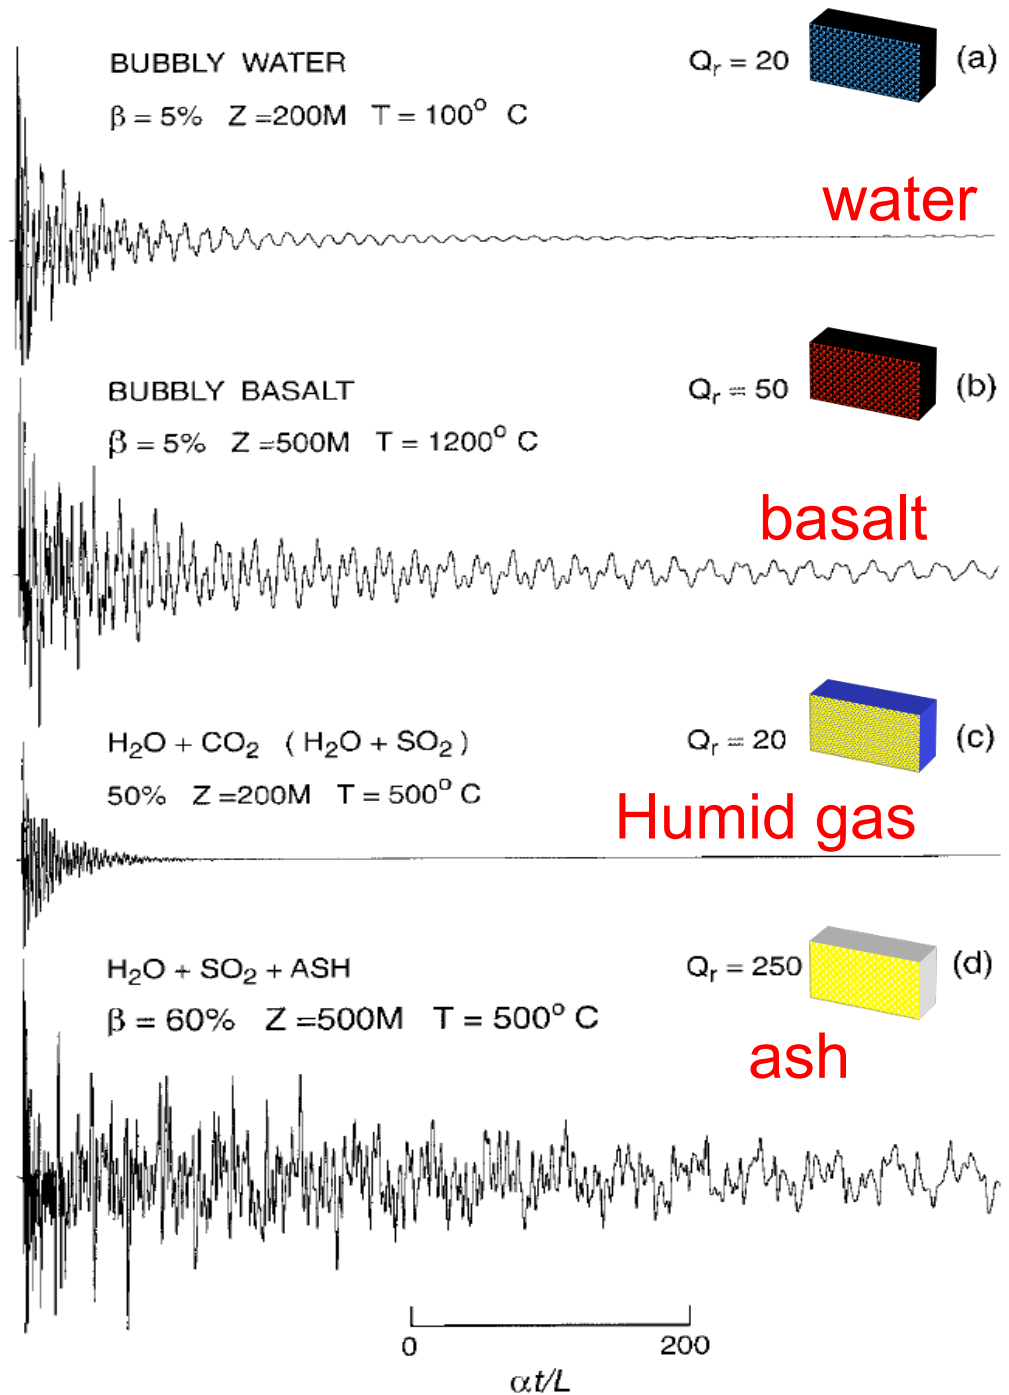 BUBBLY WATER
Qᵣ = 20
(a)
β = 5% Z =200M T = 100° C
water
BUBBLY BASALT
Qᵣ = 50
(b)
β = 5% Z =500M T = 1200° C
basalt
H₂O + CO₂ ( H₂O + SO₂ )
Qᵣ = 20
(c)
50% Z =200M T = 500° C
Humid gas
H₂O + SO₂ + ASH
Qᵣ = 250
(d)
β = 60% Z =500M T = 500° C
ash
0 200
αt/L